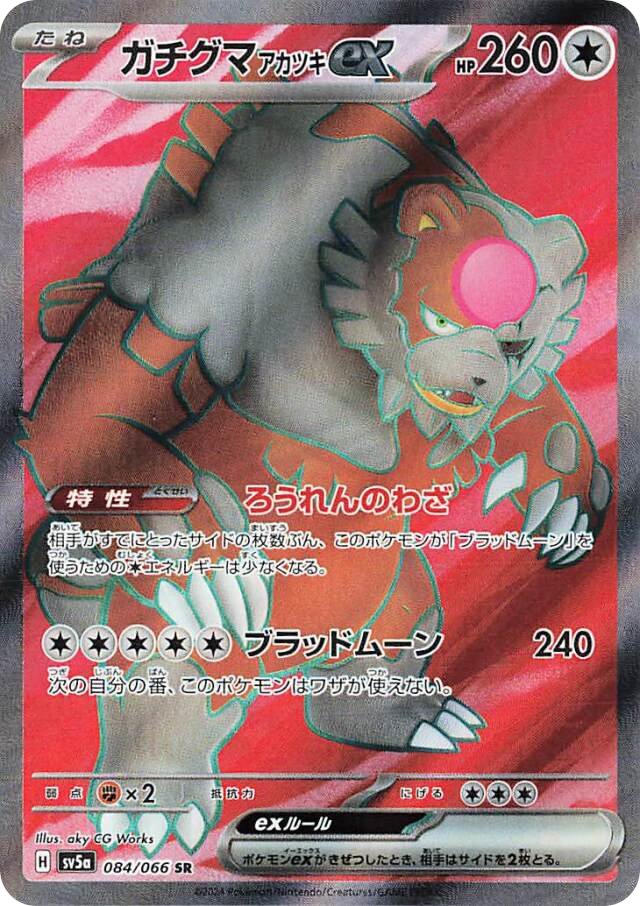 たね
ガチグマ アカツキ ex
HP 260
特性
とくせい
ろうれんのわざ
相手がすでにとったサイドの枚数ぶん、このポケモンが「ブラッドムーン」を
使うための エネルギーは少なくなる。
ブラッドムーン 240
次の自分の番、このポケモンはワザが使えない。
弱点 ×2 抵抗力 にげる
Illus. aky CG Works
exルール
ポケモンexがきぜつしたとき、相手はサイドを2枚とる。
H sv5a 084/066 SR
©2024 Pokémon/Nintendo/Creatures/GAME FREAK